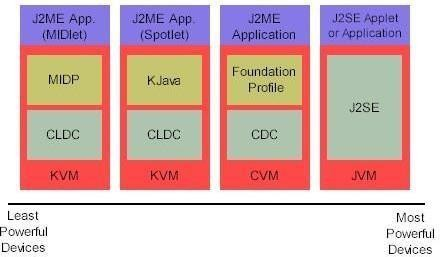 J2ME App.
(MIDlet)
MIDP
CLDC
KVM
J2ME App.
(Spotlet)
KJava
CLDC
KVM
J2ME
Application
Foundation
Profile
CDC
CVM
J2SE Applet
or Application
J2SE
JVM
Least
Powerful
Devices
Most
Powerful
Devices